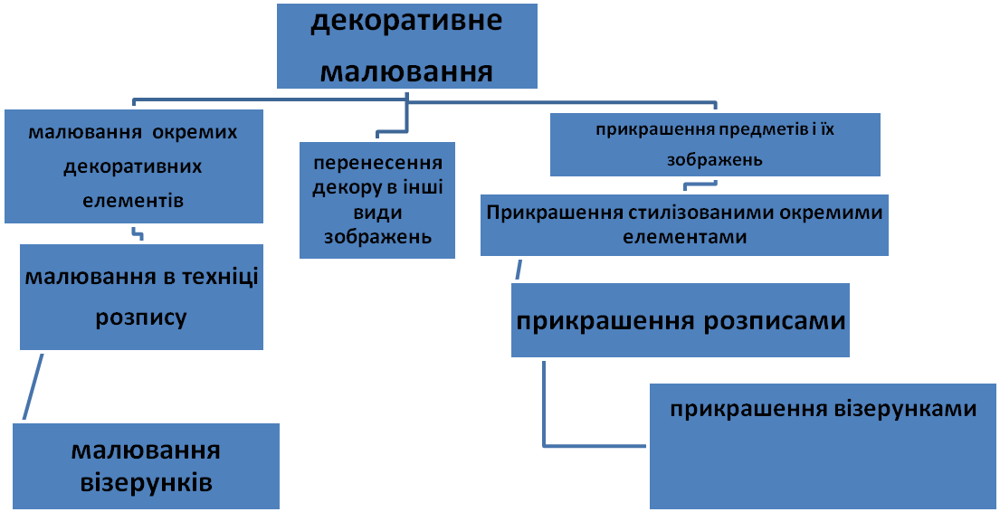 декоративне
малювання
малювання окремих
декоративних
елементів
перенесення
декору в інші
види
зображень
прикрашення предметів і їх
зображень
Прикрашення стилізованими окремими
елементами
малювання в техніці
розпису
прикрашення розписами
малювання
візерунків
прикрашення візерунками